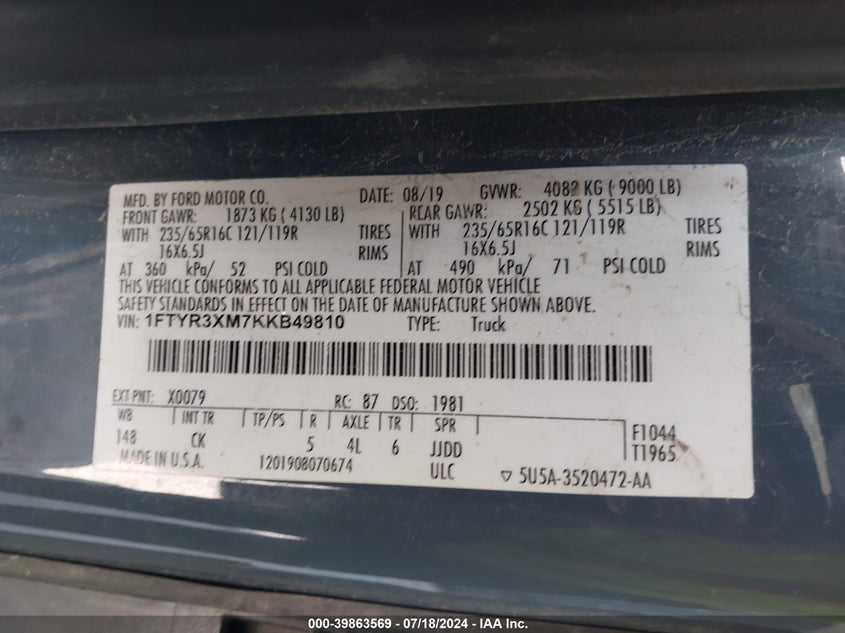 MFD. BY FORD MOTOR CO. DATE: 08/19 GVWR: 4082 KG ( 9000 LB)
FRONT GAWR: 1873 KG ( 4130 LB) REAR GAWR: 2502 KG ( 5515 LB)
WITH 235/65R16C 121/119R TIRES WITH 235/65R16C 121/119R TIRES
16X6.5J RIMS 16X6.5J RIMS
AT 360 kPa/ 52 PSI COLD AT 490 kPa/ 71 PSI COLD
THIS VEHICLE CONFORMS TO ALL APPLICABLE FEDERAL MOTOR VEHICLE
SAFETY STANDARDS IN EFFECT ON THE DATE OF MANUFACTURE SHOWN ABOVE.
VIN: 1FTYR3XM7KKB49810 TYPE: Truck
EXT PNT: X0079 RC: 87 DSO: 1981
WB INT TR TP/PS R AXLE TR SPR F1044
148 CK 5 4L 6 JJDD T1965
MADE IN U.S.A. 1201908070674 ULC ▽ 5U5A-3520472-AA
000-39863569 - 07/18/2024 - IAA Inc.